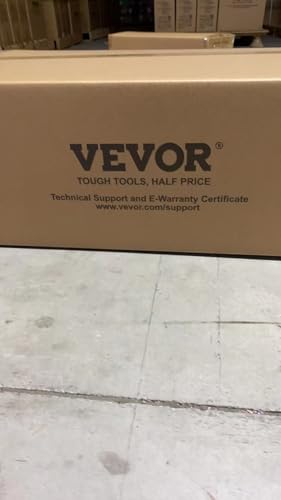 VEVOR®
TOUGH TOOLS, HALF PRICE
Technical Support and E-Warranty Certificate
www.vevor.com/support